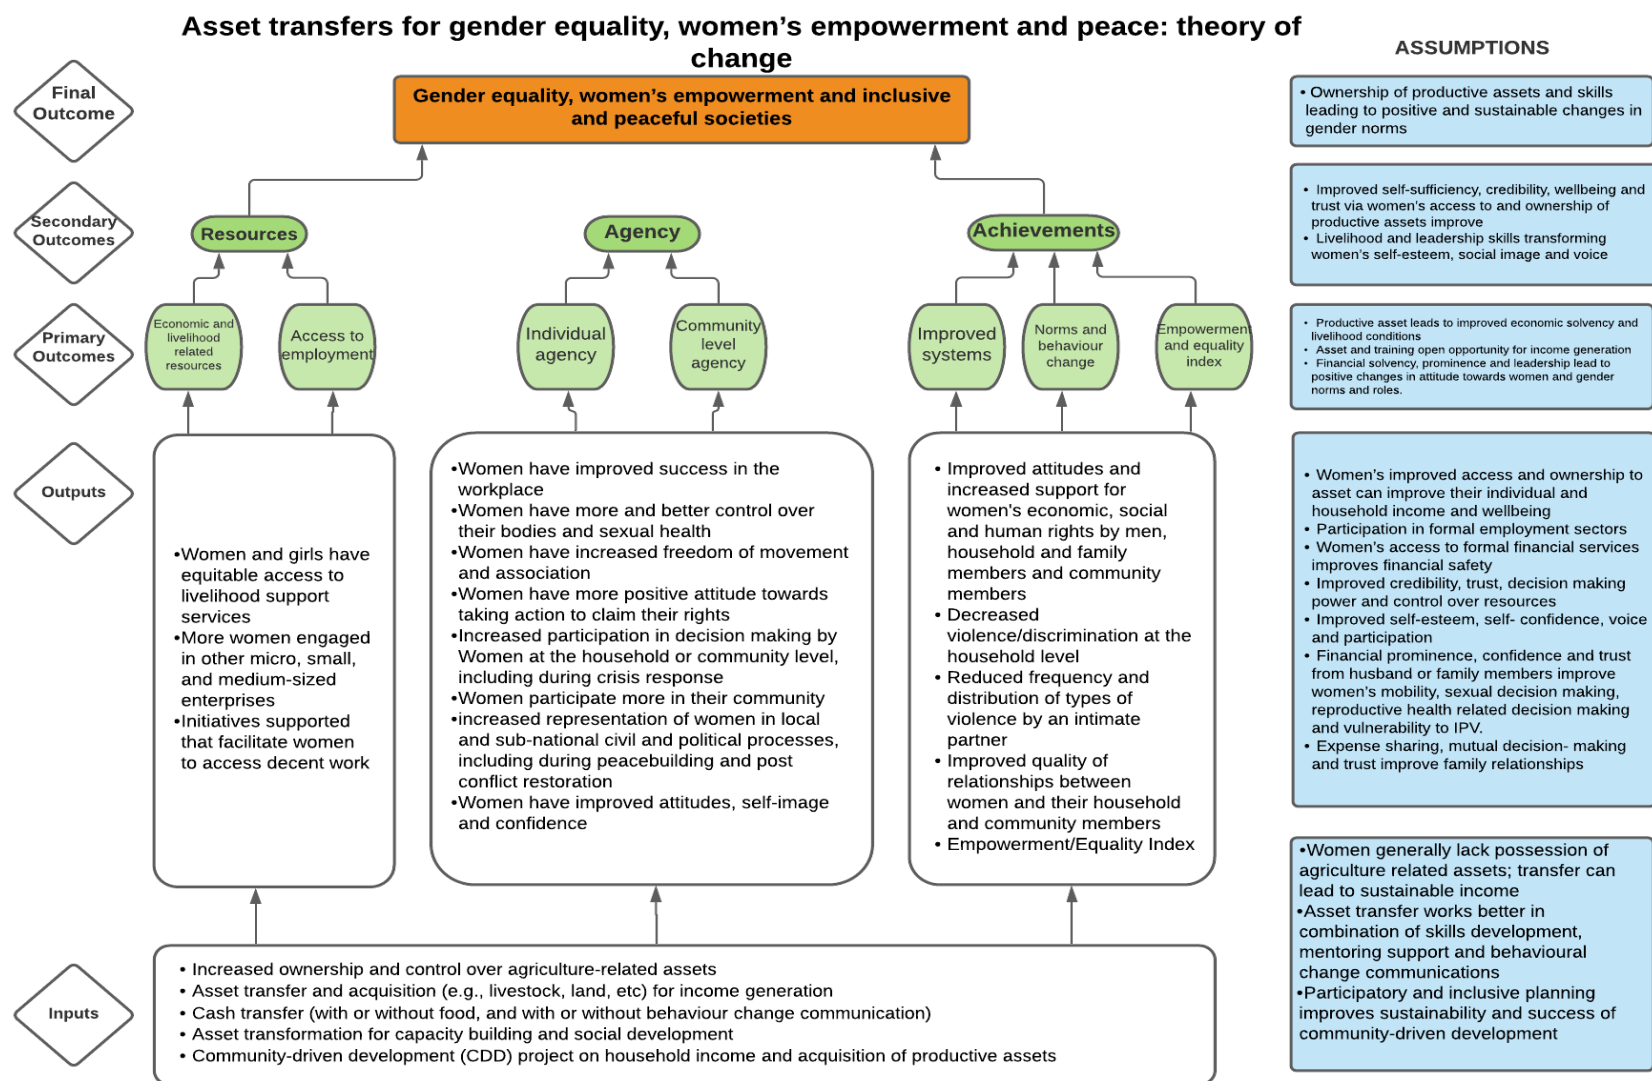 Asset transfers for gender equality, women’s empowerment and peace: theory of
change
ASSUMPTIONS
Final
Outcome
Gender equality, women’s empowerment and inclusive
and peaceful societies
• Ownership of productive assets and skills
leading to positive and sustainable changes in
gender norms
Secondary
Outcomes
Resources
Agency
Achievements
• Improved self-sufficiency, credibility, wellbeing and
trust via women’s access to and ownership of
productive assets improve
• Livelihood and leadership skills transforming
women’s self-esteem, social image and voice
Primary
Outcomes
Economic and
livelihood
related
resources
Access to
employment
Individual
agency
Community
level
agency
Improved
systems
Norms and
behaviour
change
Empowerment
and equality
index
• Productive asset leads to improved economic solvency and
livelihood conditions
• Asset and training open opportunity for income generation
• Financial solvency, prominence and leadership lead to
positive changes in attitude towards women and gender
norms and roles.
Outputs
•Women and girls have
equitable access to
livelihood support
services
•More women engaged
in other micro, small,
and medium-sized
enterprises
•Initiatives supported
that facilitate women
to access decent work
•Women have improved success in the
workplace
•Women have more and better control over
their bodies and sexual health
•Women have increased freedom of movement
and association
•Women have more positive attitude towards
taking action to claim their rights
•Increased participation in decision making by
Women at the household or community level,
including during crisis response
•Women participate more in their community
•increased representation of women in local
and sub-national civil and political processes,
including during peacebuilding and post
conflict restoration
•Women have improved attitudes, self-image
and confidence
• Improved attitudes and
increased support for
women's economic, social
and human rights by men,
household and family
members and community
members
• Decreased
violence/discrimination at the
household level
• Reduced frequency and
distribution of types of
violence by an intimate
partner
• Improved quality of
relationships between
women and their household
and community members
• Empowerment/Equality Index
• Women’s improved access and ownership to
asset can improve their individual and
household income and wellbeing
• Participation in formal employment sectors
• Women’s access to formal financial services
improves financial safety
• Improved credibility, trust, decision making
power and control over resources
• Improved self-esteem, self- confidence, voice
and participation
• Financial prominence, confidence and trust
from husband or family members improve
women’s mobility, sexual decision making,
reproductive health related decision making
and vulnerability to IPV.
• Expense sharing, mutual decision- making
and trust improve family relationships
Inputs
• Increased ownership and control over agriculture-related assets
• Asset transfer and acquisition (e.g., livestock, land, etc) for income generation
• Cash transfer (with or without food, and with or without behaviour change communication)
• Asset transformation for capacity building and social development
• Community-driven development (CDD) project on household income and acquisition of productive assets
•Women generally lack possession of
agriculture related assets; transfer can
lead to sustainable income
•Asset transfer works better in
combination of skills development,
mentoring support and behavioural
change communications
•Participatory and inclusive planning
improves sustainability and success of
community-driven development